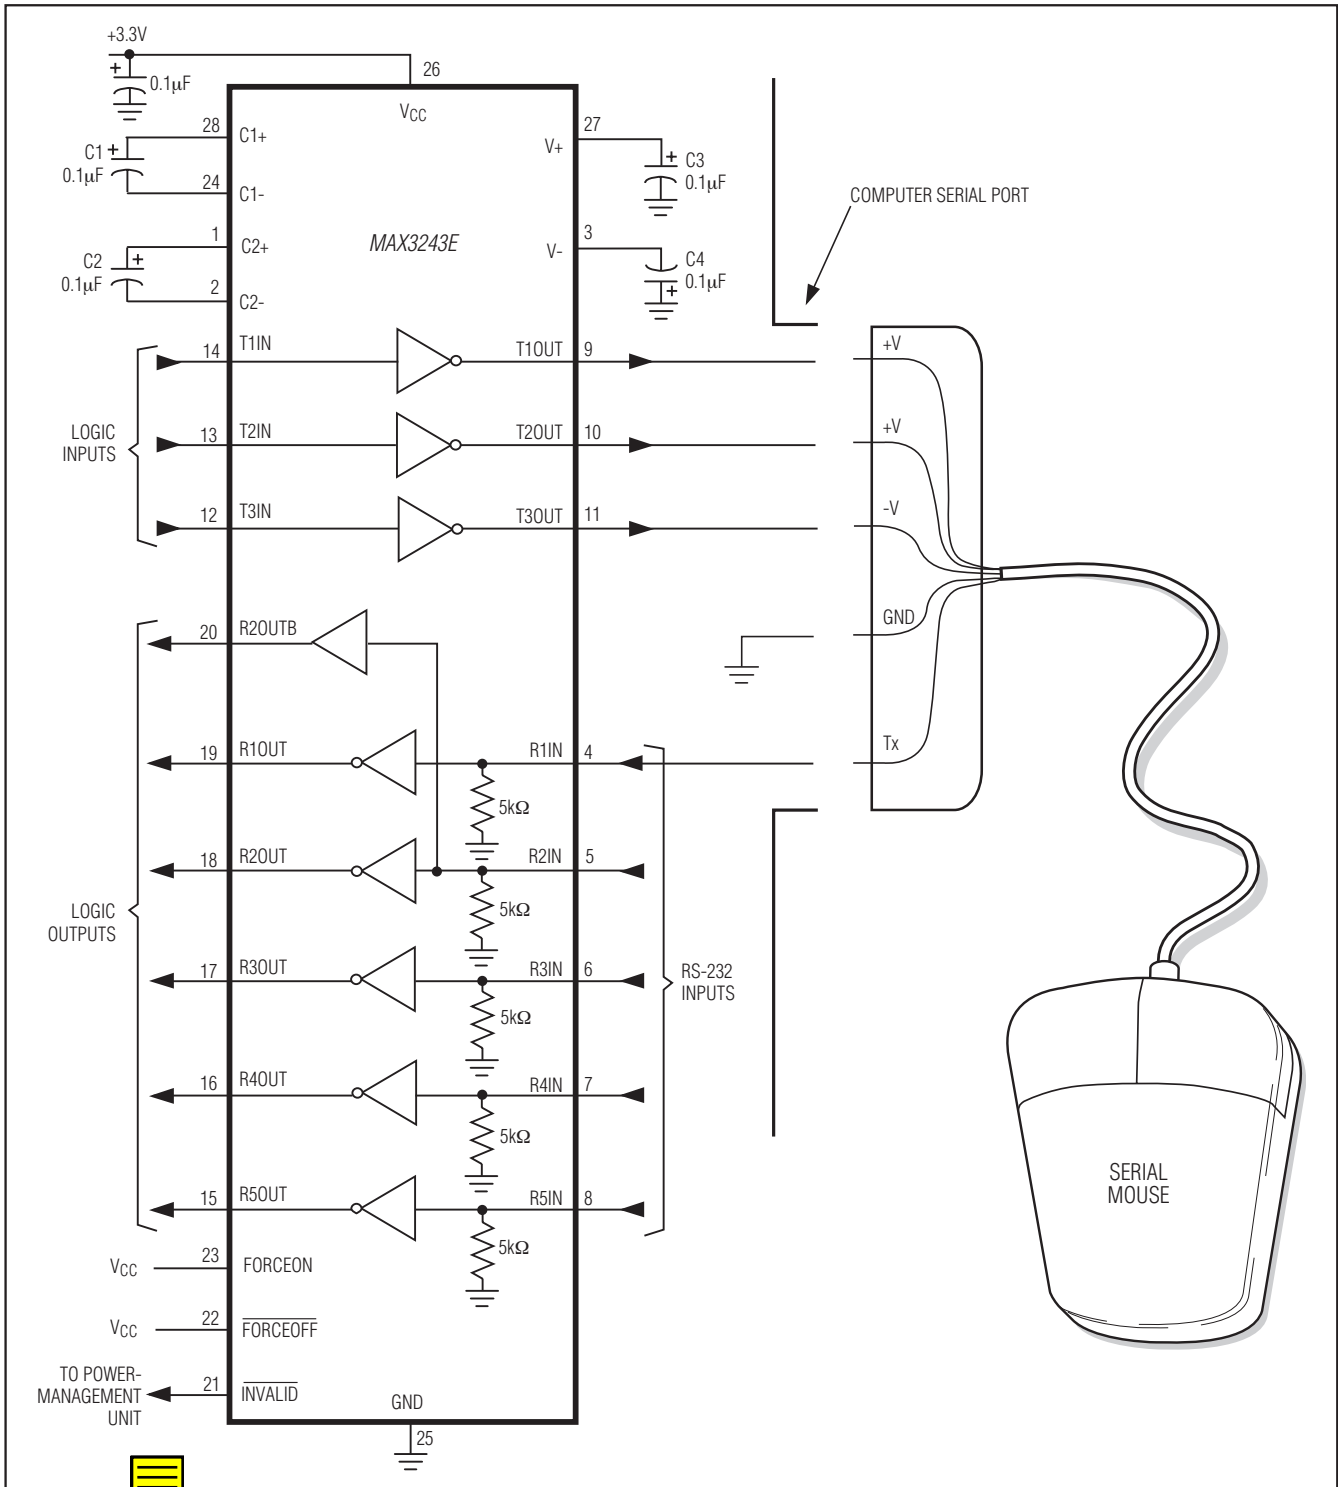 +3.3V
0.1μF
26
VCC
28
C1+
C1
+
0.1μF
24
C1-
1
C2+
C2
+
0.1μF
2
C2-
MAX3243E
27
V+
+
C3
0.1μF
3
V-
C4
0.1μF
+
COMPUTER SERIAL PORT
LOGIC
INPUTS
14
T1IN
T1OUT
9
13
T2IN
T2OUT
10
12
T3IN
T3OUT
11
+V
+V
-V
GND
Tx
LOGIC
OUTPUTS
20
R2OUTB
19
R1OUT
R1IN
4
5kΩ
18
R2OUT
R2IN
5
5kΩ
17
R3OUT
R3IN
6
5kΩ
16
R4OUT
R4IN
7
5kΩ
15
R5OUT
R5IN
8
5kΩ
RS-232
INPUTS
VCC
23
FORCEON
VCC
22
FORCEOFF
TO POWER-
MANAGEMENT
UNIT
21
INVALID
GND
25
SERIAL
MOUSE